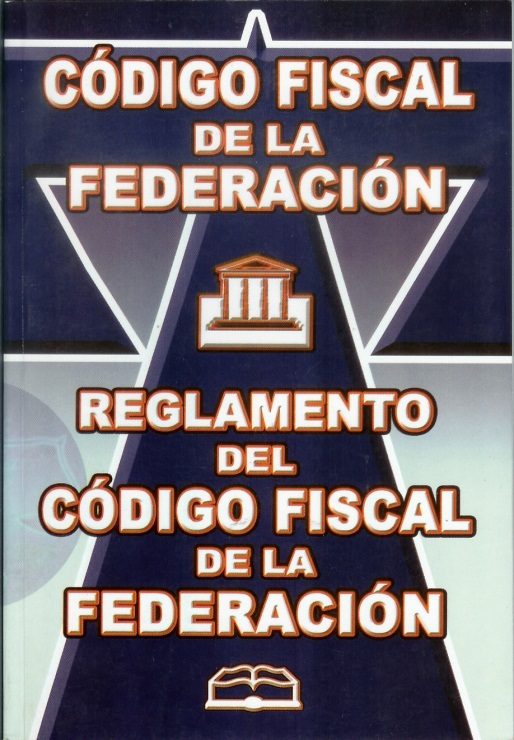 CÓDIGO FISCAL
DE LA
FEDERACIÓN
REGLAMENTO
DEL
CÓDIGO FISCAL
DE LA
FEDERACIÓN